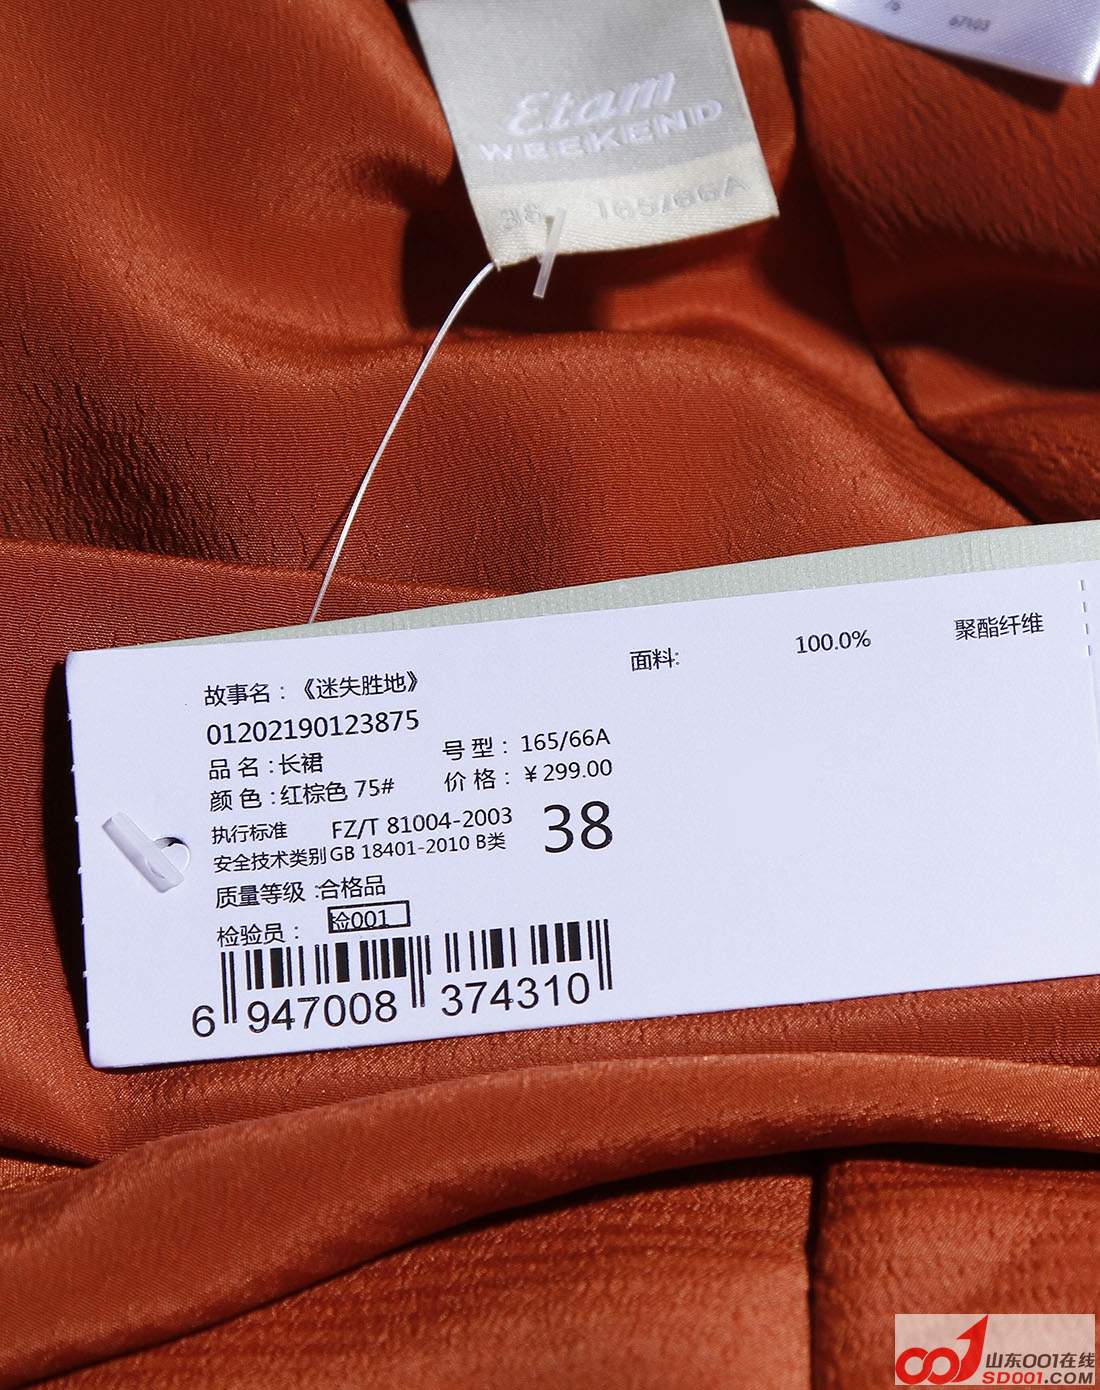 67103
Etam
WEEKEND
38 165/66A
面料: 100.0% 聚酯纤维
故事名：《迷失胜地》
01202190123875
品 名：长裙 号 型：165/66A
颜 色：红棕色 75# 价 格：¥299.00
执行标准 FZ/T 81004-2003
安全技术类别 GB 18401-2010 B类
38
质量等级：合格品
检验员： 检001
6 947008 374310
山东001在线
SD001.COM